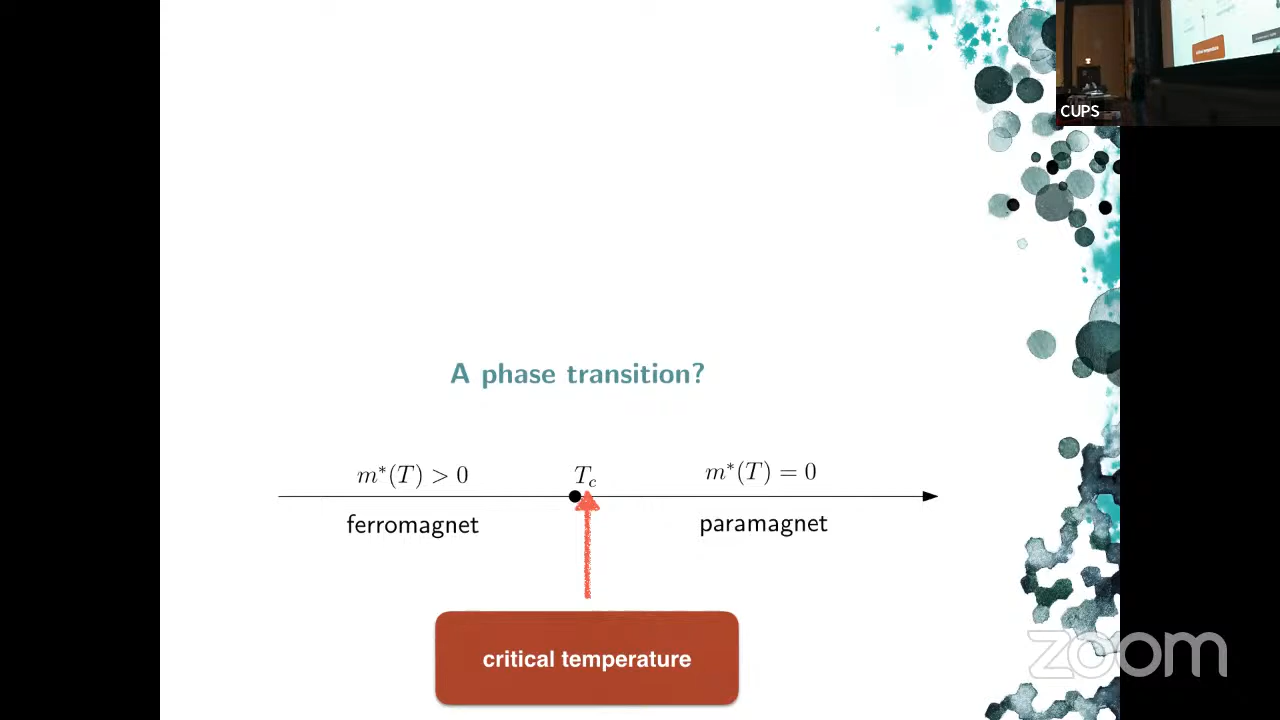 CUPS
A phase transition?
m*(T) > 0
T_c
m*(T) = 0
ferromagnet
paramagnet
critical temperature
zoom